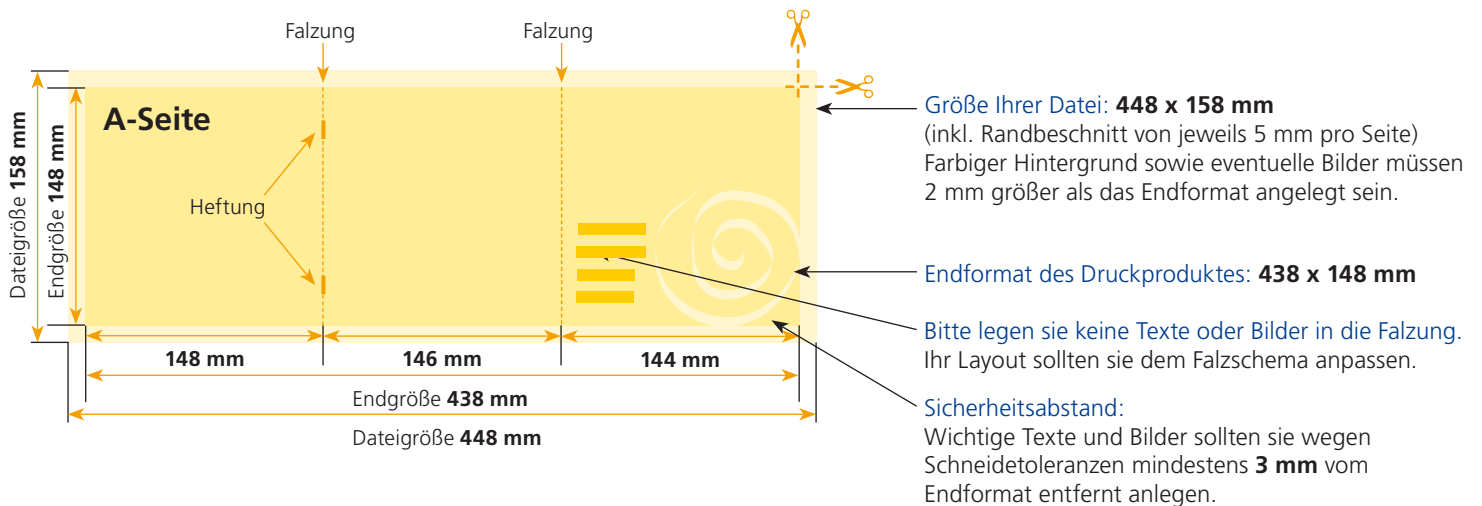 Falzung
Falzung
A-Seite
Dateigröße 158 mm
Endgröße 148 mm
Heftung
148 mm
146 mm
144 mm
Endgröße 438 mm
Dateigröße 448 mm
Größe Ihrer Datei: 448 x 158 mm
(inkl. Randbeschnitt von jeweils 5 mm pro Seite)
Farbiger Hintergrund sowie eventuelle Bilder müssen
2 mm größer als das Endformat angelegt sein.
Endformat des Druckproduktes: 438 x 148 mm
Bitte legen sie keine Texte oder Bilder in die Falzung.
Ihr Layout sollten sie dem Falzschema anpassen.
Sicherheitsabstand:
Wichtige Texte und Bilder sollten sie wegen
Schneidetoleranzen mindestens 3 mm vom
Endformat entfernt anlegen.